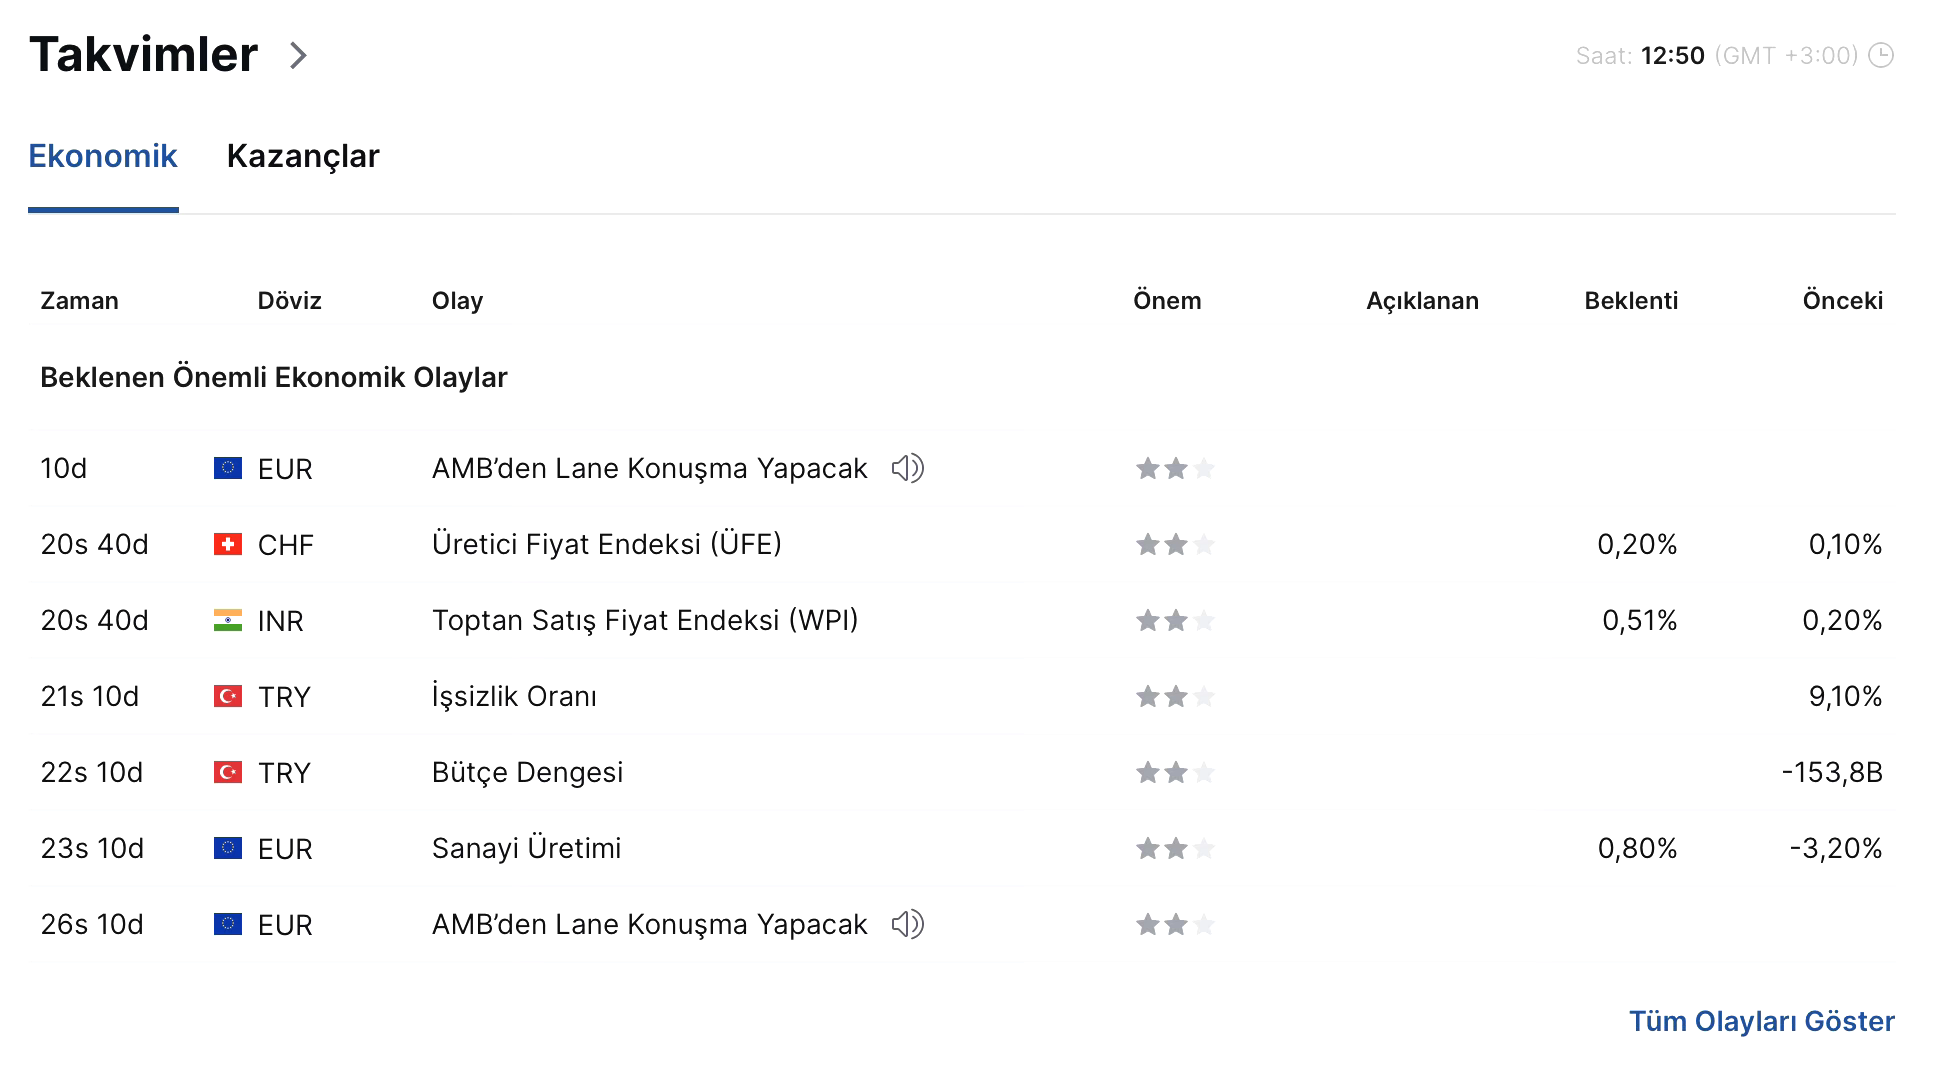 Takvimler
Saat: 12:50 (GMT +3:00)
Ekonomik Kazançlar
Zaman Döviz Olay Önem Açıklanan Beklenti Önceki
Beklenen Önemli Ekonomik Olaylar
10d EUR AMB’den Lane Konuşma Yapacak
20s 40d CHF Üretici Fiyat Endeksi (ÜFE) 0,20% 0,10%
20s 40d INR Toptan Satış Fiyat Endeksi (WPI) 0,51% 0,20%
21s 10d TRY İşsizlik Oranı 9,10%
22s 10d TRY Bütçe Dengesi -153,8B
23s 10d EUR Sanayi Üretimi 0,80% -3,20%
26s 10d EUR AMB’den Lane Konuşma Yapacak
Tüm Olayları Göster